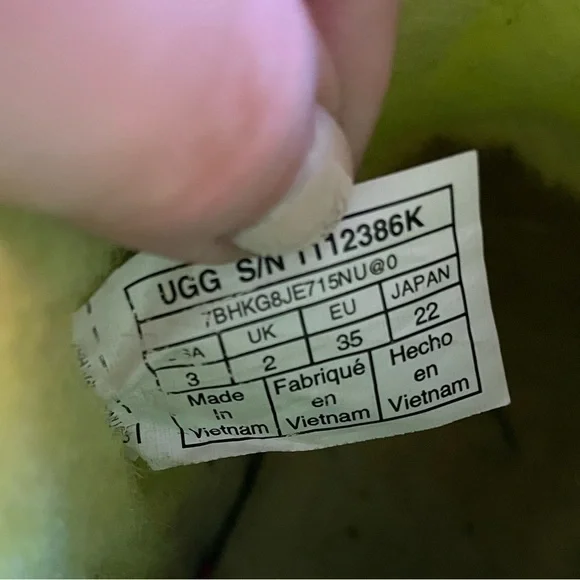 UGG S/N 1112386K
7BHKG8JE715NU@0
USA UK EU JAPAN
3 2 35 22
Made in Vietnam
Fabriqué en Vietnam
Hecho en Vietnam